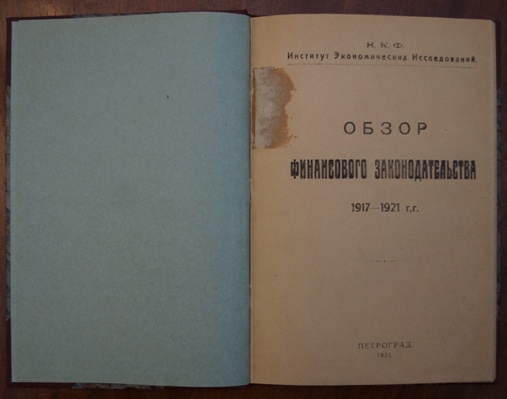 Н. К. Ф.
Институт Экономических Исследований.
ОБЗОР
ФИНАНСОВОГО ЗАКОНОДАТЕЛЬСТВА
1917—1921 г.г.
ПЕТРОГРАД
1921.